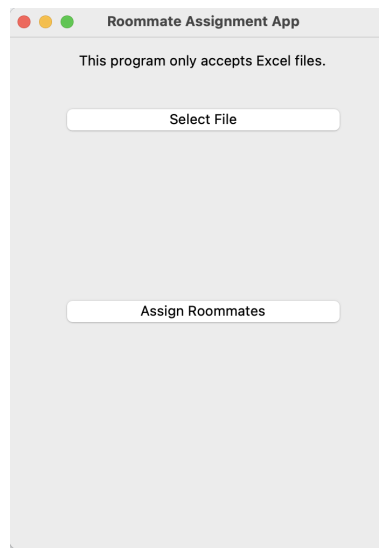 Roommate Assignment App
This program only accepts Excel files.
Select File
Assign Roommates